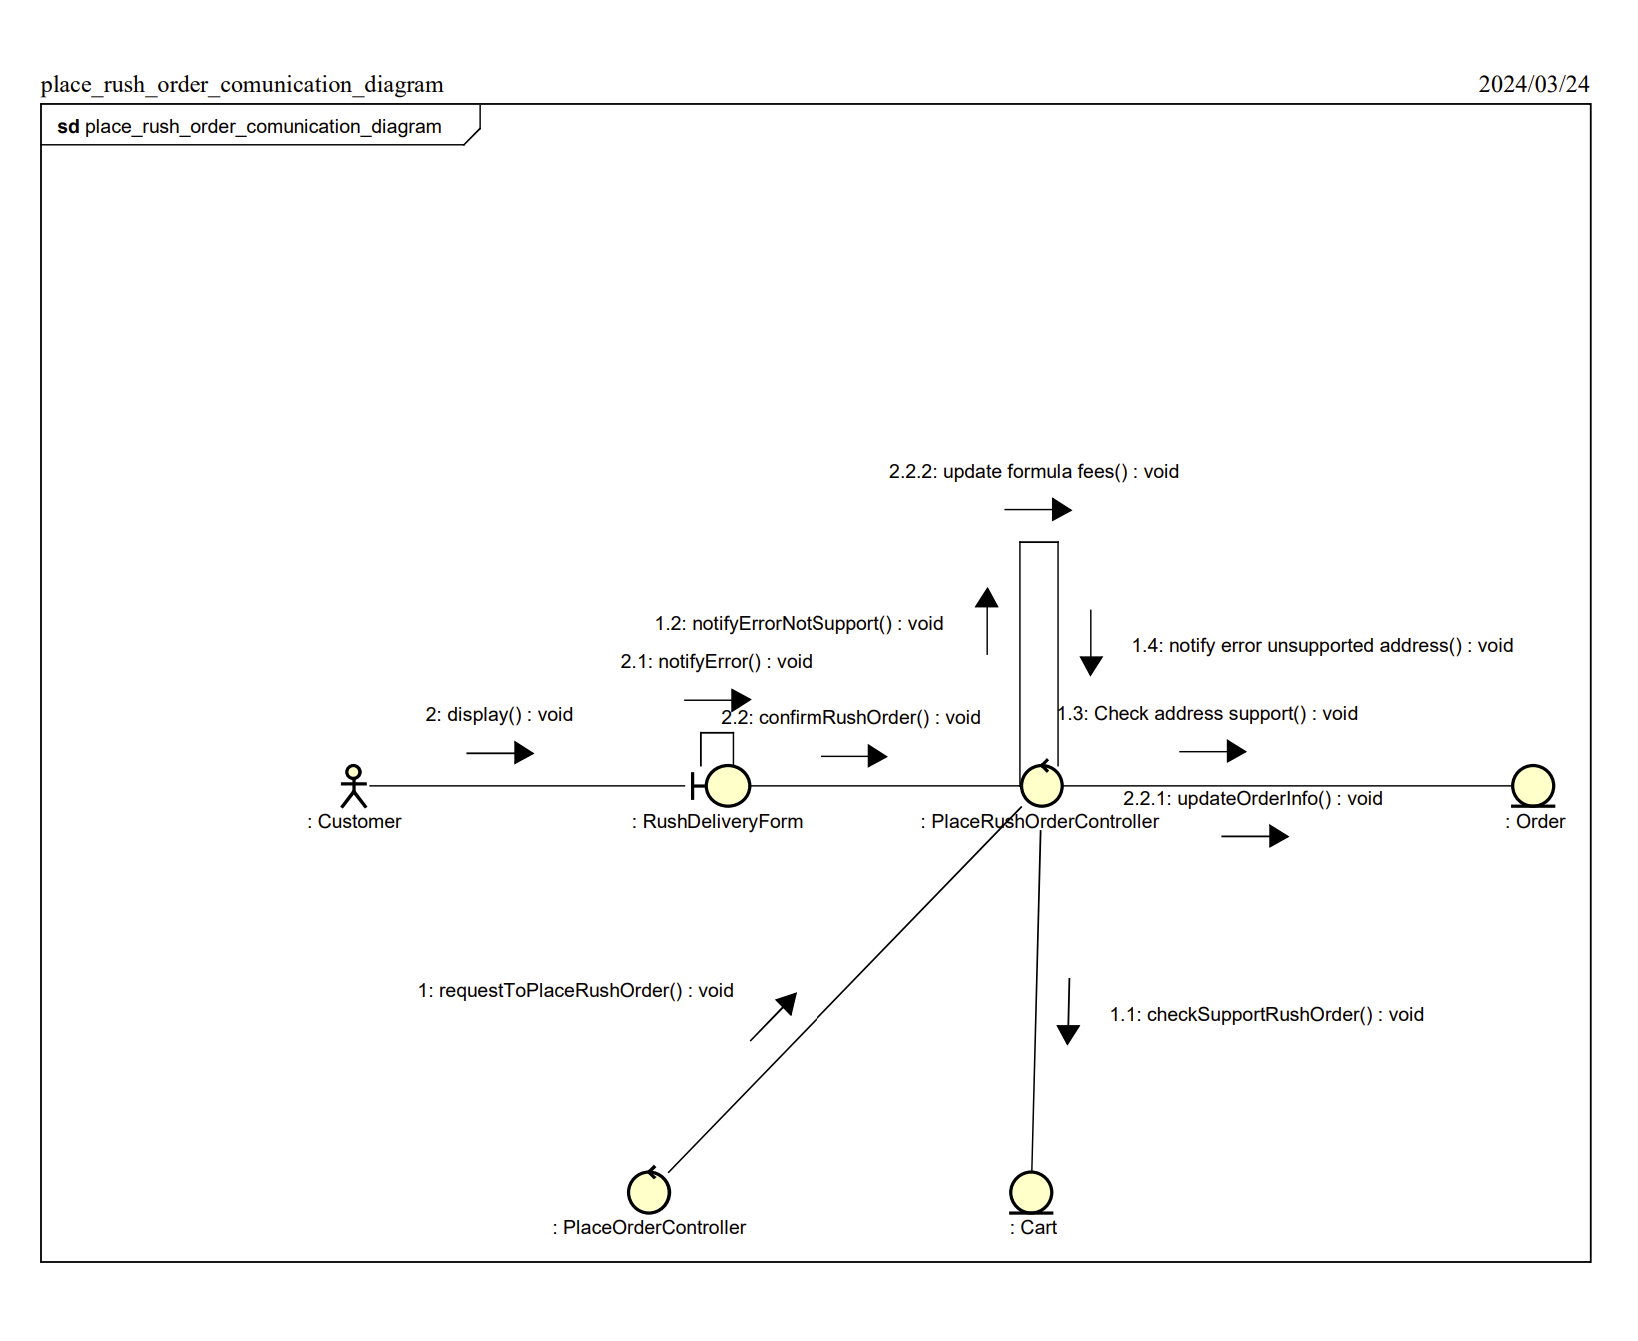 place_rush_order_comunication_diagram
2024/03/24
sd place_rush_order_comunication_diagram
2.2.2: update formula fees() : void
1.2: notifyErrorNotSupport() : void
1.4: notify error unsupported address() : void
2.1: notifyError() : void
2: display() : void
2.2: confirmRushOrder() : void
1.3: Check address support() : void
2.2.1: updateOrderInfo() : void
: Customer
: RushDeliveryForm
: PlaceRushOrderController
: Order
1: requestToPlaceRushOrder() : void
1.1: checkSupportRushOrder() : void
: PlaceOrderController
: Cart